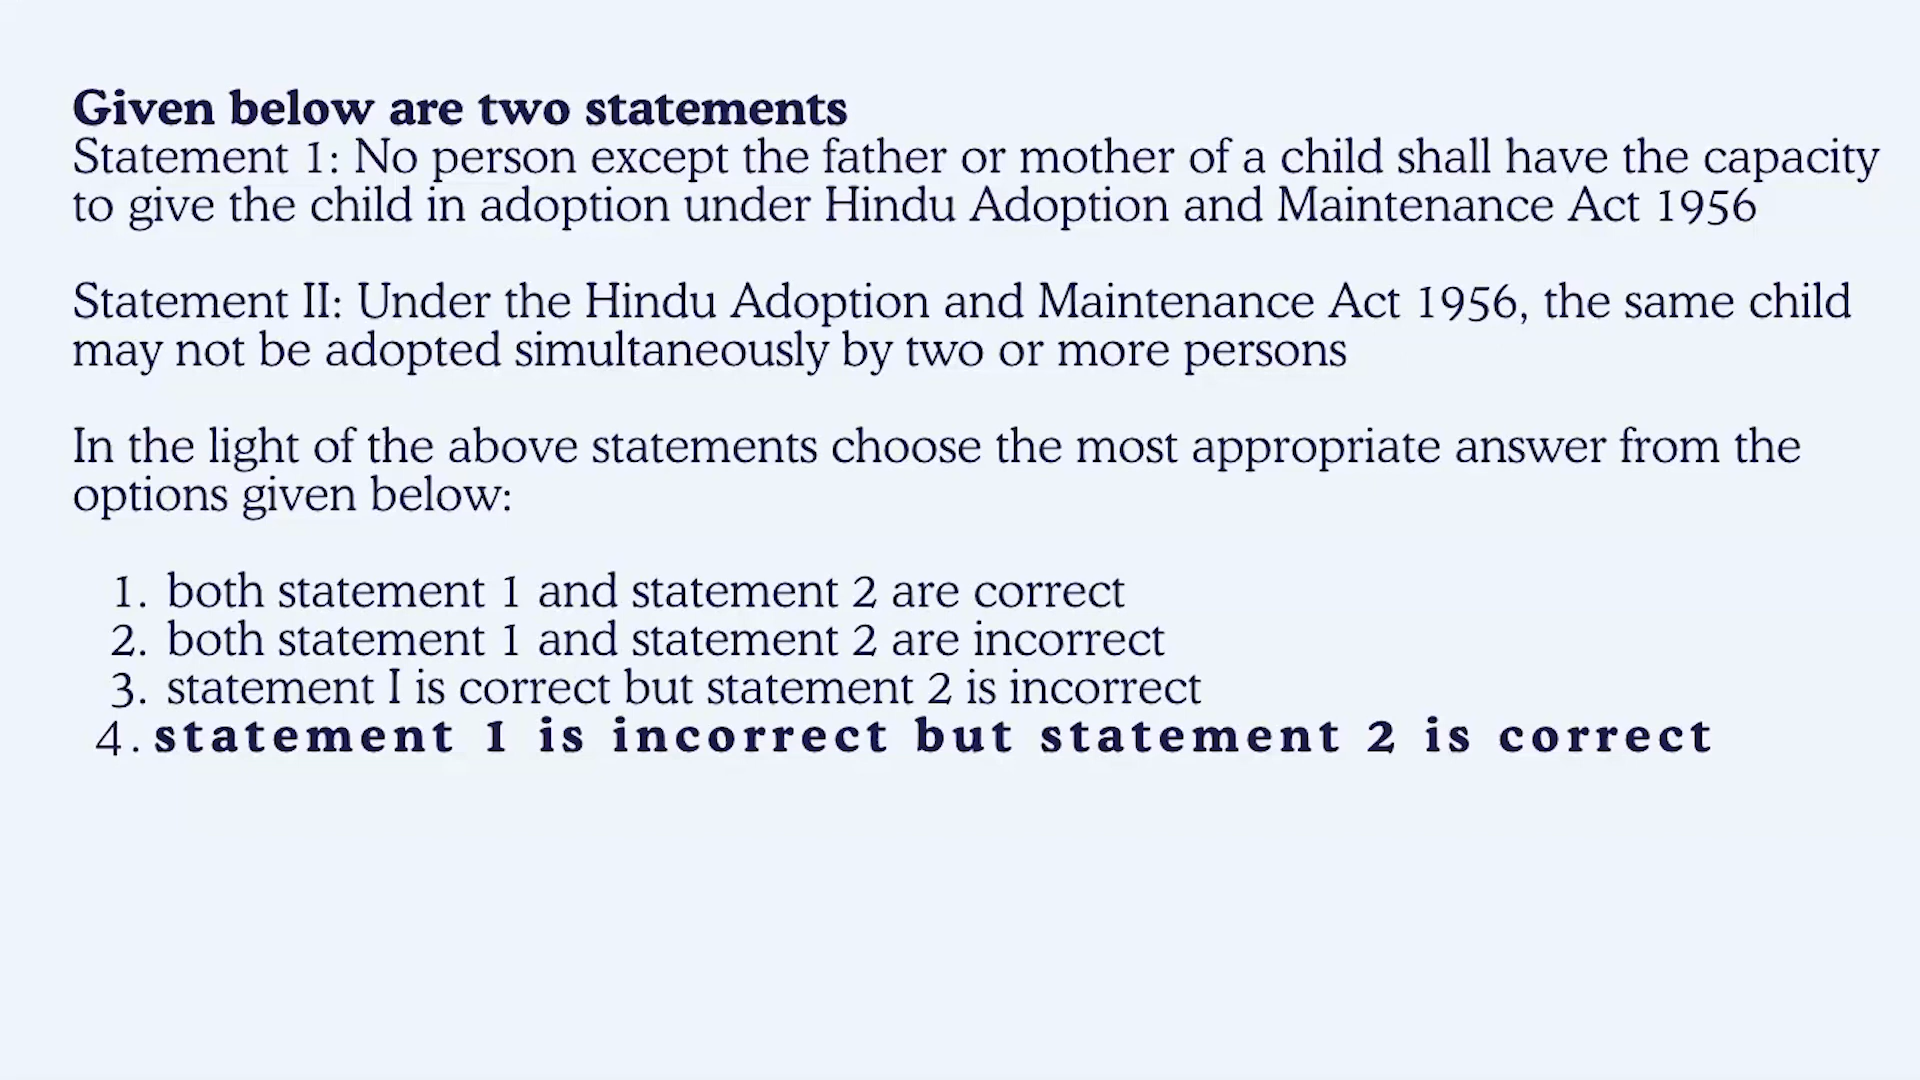 Given below are two statements
Statement 1: No person except the father or mother of a child shall have the capacity
to give the child in adoption under Hindu Adoption and Maintenance Act 1956
Statement II: Under the Hindu Adoption and Maintenance Act 1956, the same child
may not be adopted simultaneously by two or more persons
In the light of the above statements choose the most appropriate answer from the
options given below:
1. both statement 1 and statement 2 are correct
2. both statement 1 and statement 2 are incorrect
3. statement I is correct but statement 2 is incorrect
4. statement 1 is incorrect but statement 2 is correct